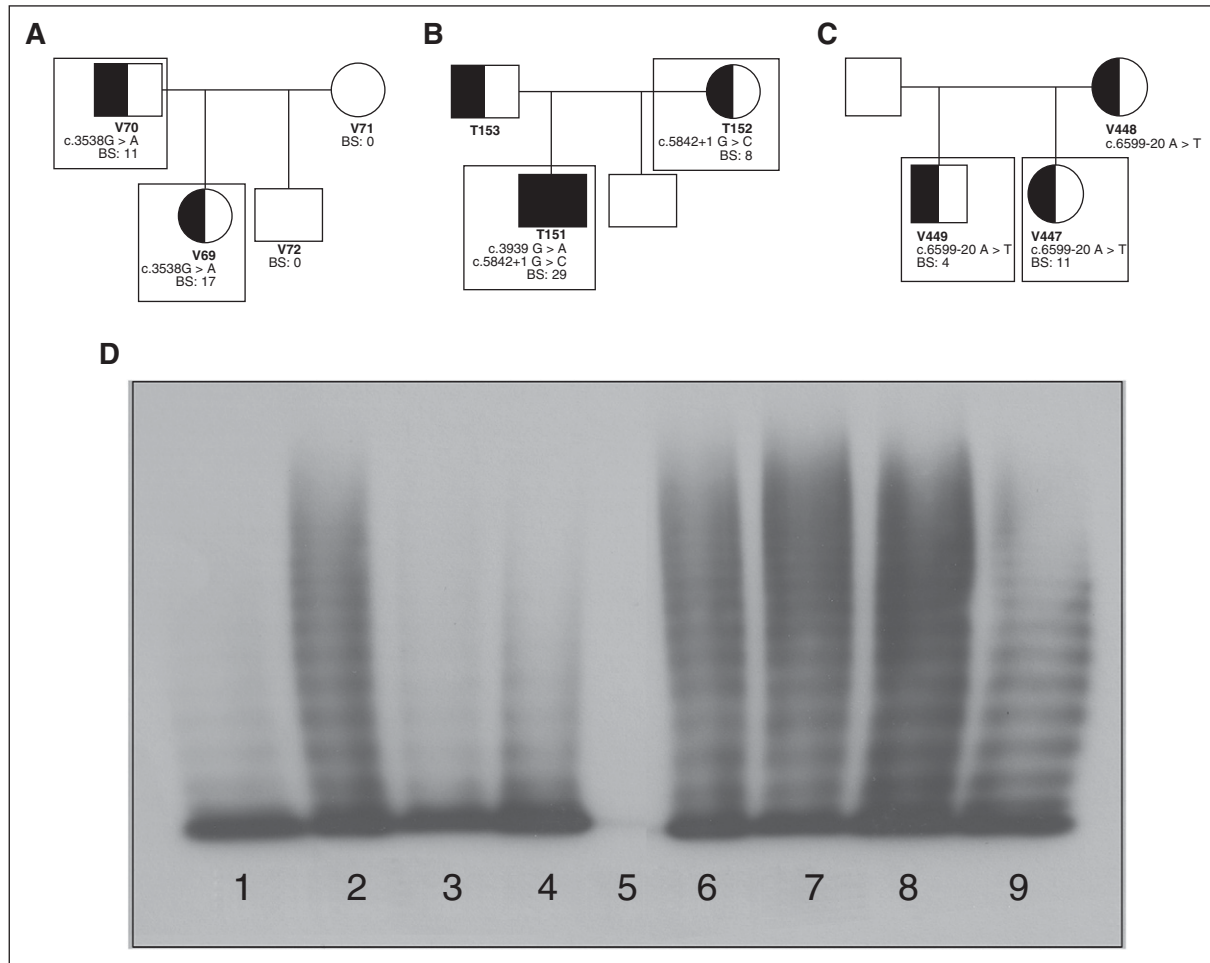 A
V70
c.3538G > A
BS: 11
V71
BS: 0
V69
c.3538G > A
BS: 17
V72
BS: 0
B
T153
T152
c.5842+1 G > C
BS: 8
T151
c.3939 G > A
c.5842+1 G > C
BS: 29
C
V448
c.6599-20 A > T
V449
c.6599-20 A > T
BS: 4
V447
c.6599-20 A > T
BS: 11
D
1 2 3 4 5 6 7 8 9